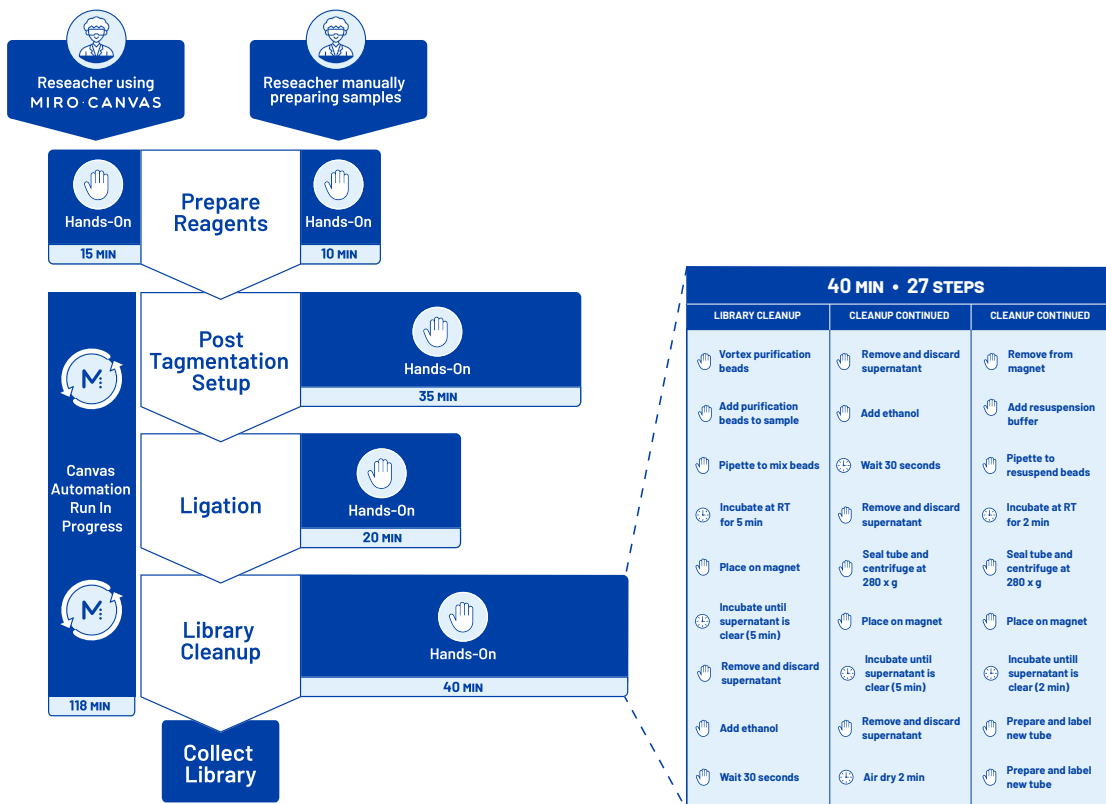 Reseacher using
MIRO·CANVAS
Reseacher manually
preparing samples
Hands-On
15 MIN
Prepare
Reagents
Hands-On
10 MIN
Post
Tagmentation
Setup
Hands-On
35 MIN
M
Canvas
Automation
Run In
Progress
M
118 MIN
Ligation
Hands-On
20 MIN
Library
Cleanup
Hands-On
40 MIN
Collect
Library
40 MIN • 27 STEPS
LIBRARY CLEANUP
Vortex purification
beads
Add purification
beads to sample
Pipette to mix beads
Incubate at RT
for 5 min
Place on magnet
Incubate until
supernatant is
clear (5 min)
Remove and discard
supernatant
Add ethanol
Wait 30 seconds
CLEANUP CONTINUED
Remove and discard
supernatant
Add ethanol
Wait 30 seconds
Remove and discard
supernatant
Seal tube and
centrifuge at
280 x g
Place on magnet
Incubate until
supernatant is
clear (5 min)
Remove and discard
supernatant
Air dry 2 min
CLEANUP CONTINUED
Remove from
magnet
Add resuspension
buffer
Pipette to
resuspend beads
Incubate at RT
for 2 min
Seal tube and
centrifuge at
280 x g
Place on magnet
Incubate untill
supernatant is
clear (2 min)
Prepare and label
new tube
Prepare and label
new tube